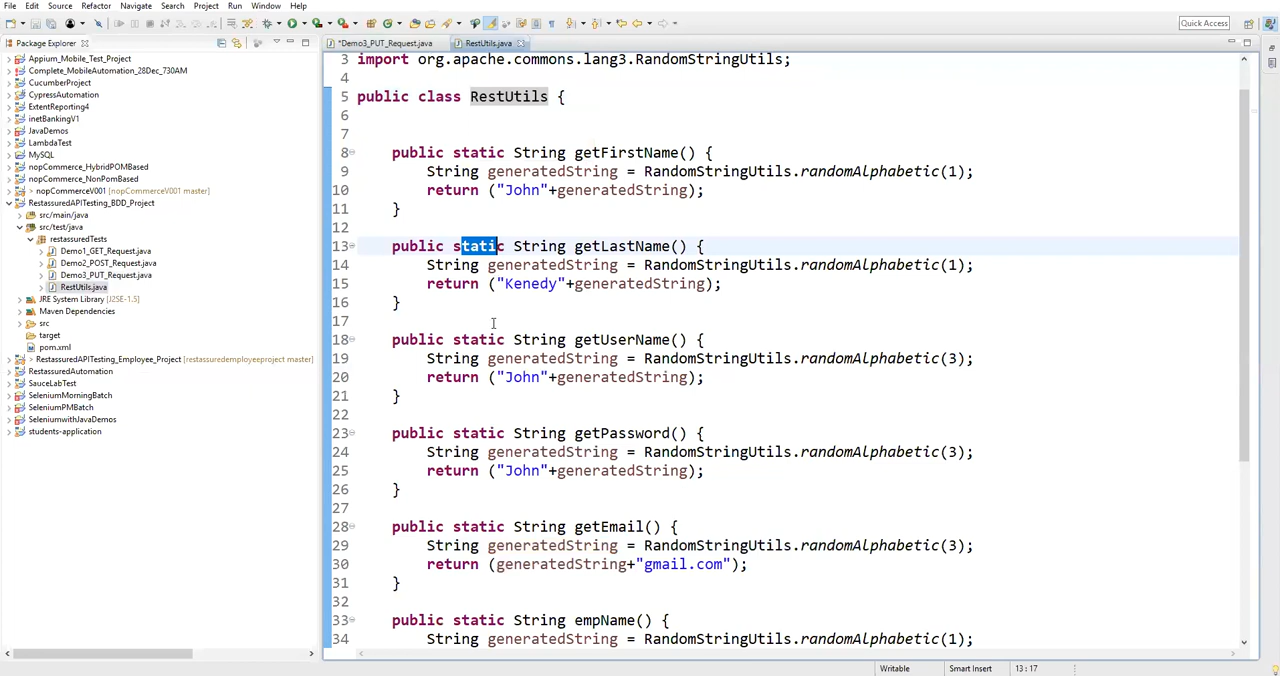 File Edit Source Refactor Navigate Search Project Run Window Help
Quick Access
Package Explorer
*Demo3_PUT_Request.java
RestUtils.java
Appium_Mobile_Test_Project
Complete_MobileAutomation_28Dec_730AM
CucumberProject
CypressAutomation
ExtentReporting4
inetBankingV1
JavaDemos
LambdaTest
MySQL
nopCommerce_HybridPOMBased
nopCommerce_NonPomBased
> nopCommerceV001 [nopCommerceV001 master]
RestassuredAPITesting_BDD_Project
src/main/java
src/test/java
restassuredTests
Demo1_GET_Request.java
Demo2_POST_Request.java
Demo3_PUT_Request.java
RestUtils.java
JRE System Library [J2SE-1.5]
Maven Dependencies
src
target
pom.xml
> RestassuredAPITesting_Employee_Project [restassuredemployeeproject master]
RestassuredAutomation
SauceLabTest
SeleniumMorningBatch
SeleniumPMBatch
SeleniumwithJavaDemos
students-application
3 import org.apache.commons.lang3.RandomStringUtils;
4
5 public class RestUtils {
6
7
8 public static String getFirstName() {
9 String generatedString = RandomStringUtils.randomAlphabetic(1);
10 return ("John"+generatedString);
11 }
12
13 public static String getLastName() {
14 String generatedString = RandomStringUtils.randomAlphabetic(1);
15 return ("Kenedy"+generatedString);
16 }
17
18 public static String getUserName() {
19 String generatedString = RandomStringUtils.randomAlphabetic(3);
20 return ("John"+generatedString);
21 }
22
23 public static String getPassword() {
24 String generatedString = RandomStringUtils.randomAlphabetic(3);
25 return ("John"+generatedString);
26 }
27
28 public static String getEmail() {
29 String generatedString = RandomStringUtils.randomAlphabetic(3);
30 return (generatedString+"gmail.com");
31 }
32
33 public static String empName() {
34 String generatedString = RandomStringUtils.randomAlphabetic(1);
Writable Smart Insert 13 : 17